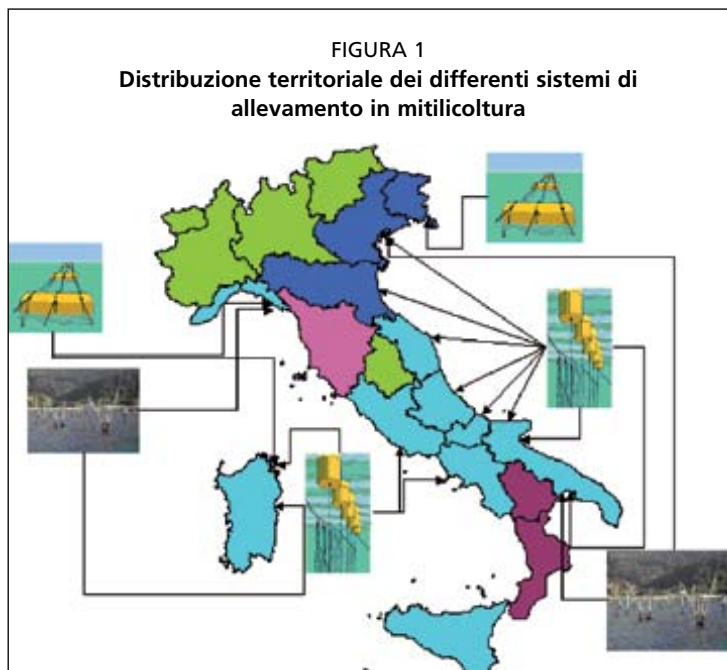 FIGURA 1
Distribuzione territoriale dei differenti sistemi di
allevamento in mitilicoltura